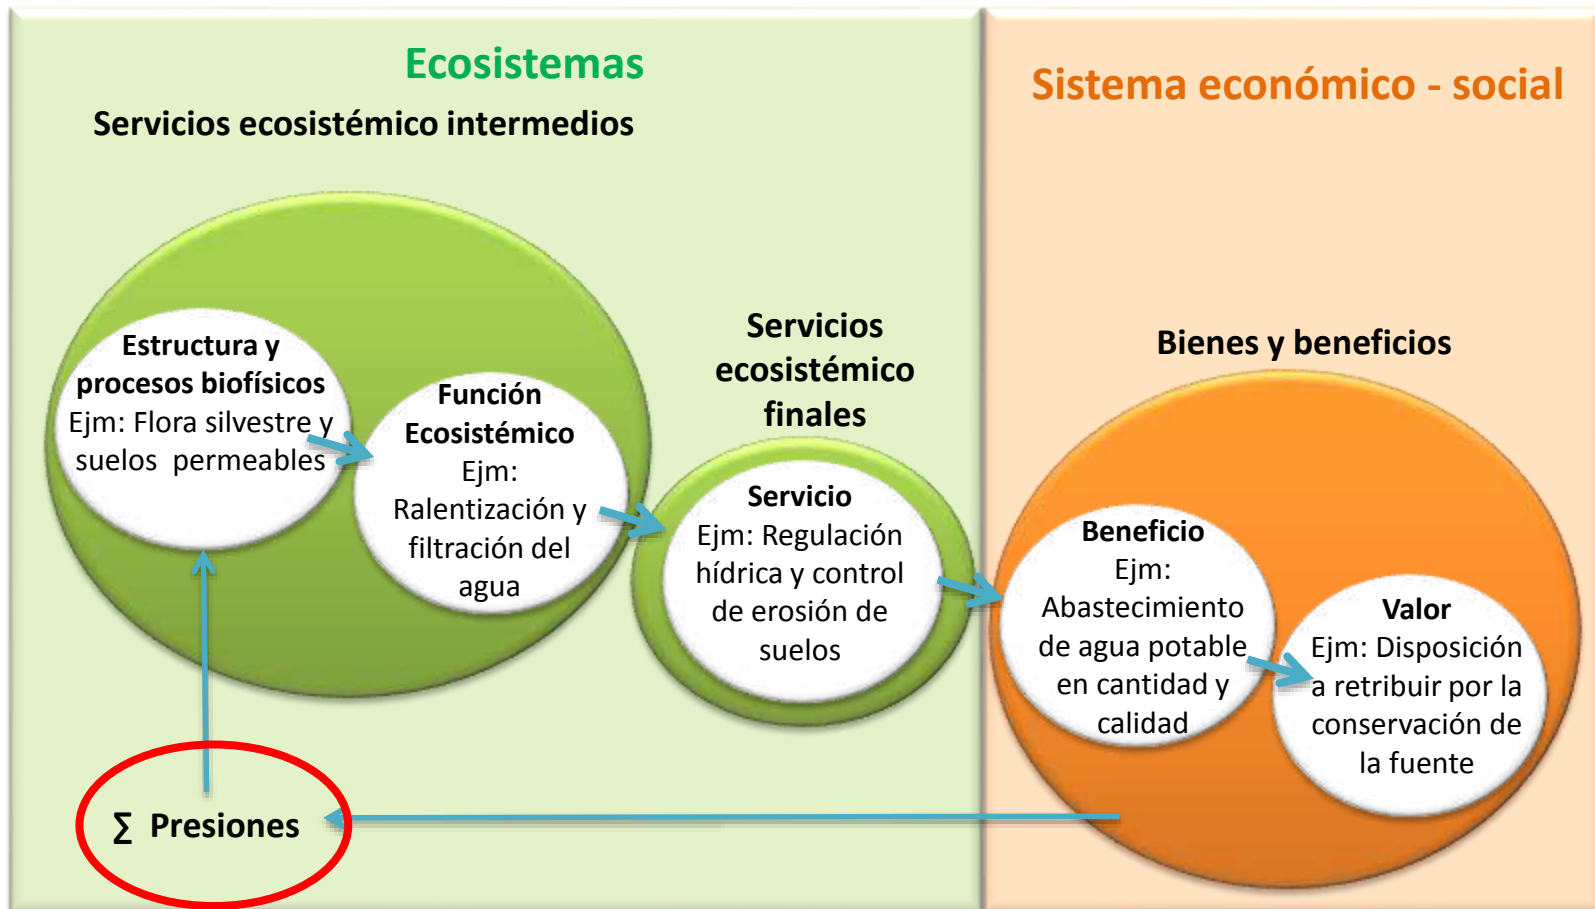 Ecosistemas
Servicios ecosistémico intermedios
Estructura y
procesos biofísicos
Ejm: Flora silvestre y
suelos permeables
Función
Ecosistémico
Ejm:
Ralentización y
filtración del
agua
Servicios
ecosistémico
finales
Servicio
Ejm: Regulación
hídrica y control
de erosión de
suelos
∑ Presiones
Sistema económico - social
Bienes y beneficios
Beneficio
Ejm:
Abastecimiento
de agua potable
en cantidad y
calidad
Valor
Ejm: Disposición
a retribuir por la
conservación de
la fuente